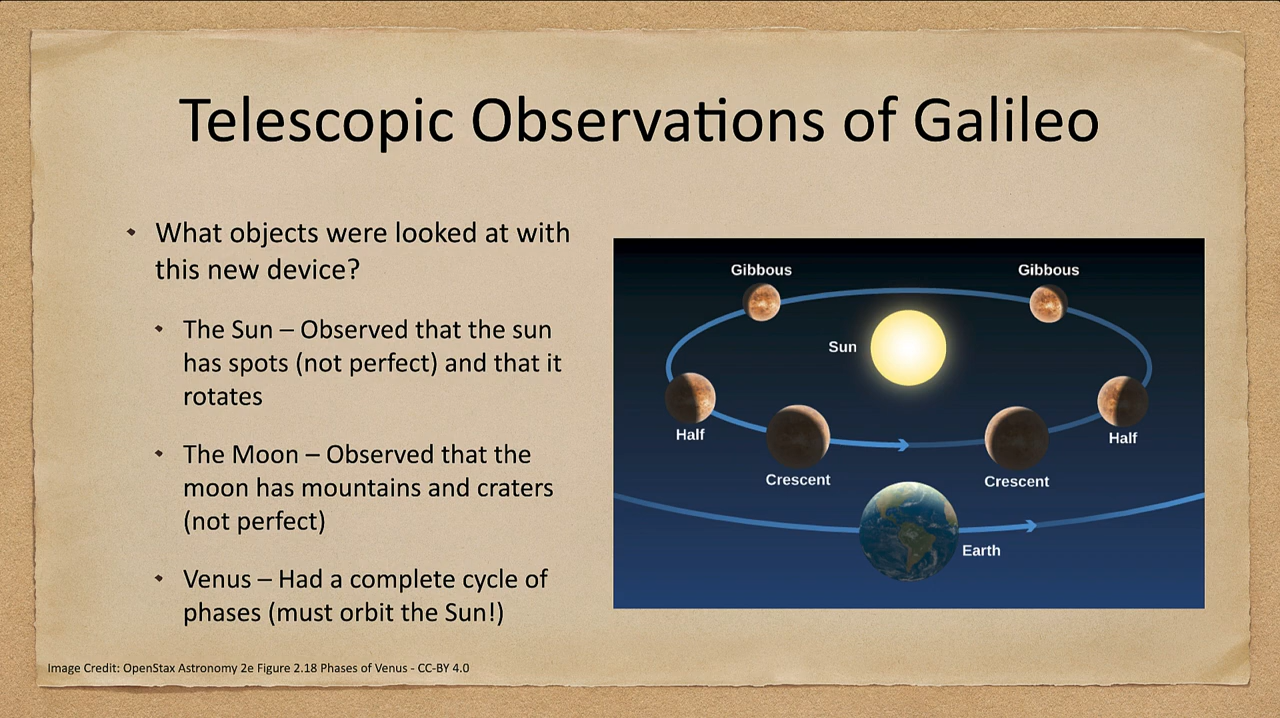 Telescopic Observations of Galileo
What objects were looked at with
this new device?
The Sun – Observed that the sun
has spots (not perfect) and that it
rotates
The Moon – Observed that the
moon has mountains and craters
(not perfect)
Venus – Had a complete cycle of
phases (must orbit the Sun!)
Gibbous
Gibbous
Sun
Half
Half
Crescent
Crescent
Earth
Image Credit: OpenStax Astronomy 2e Figure 2.18 Phases of Venus - CC-BY 4.0